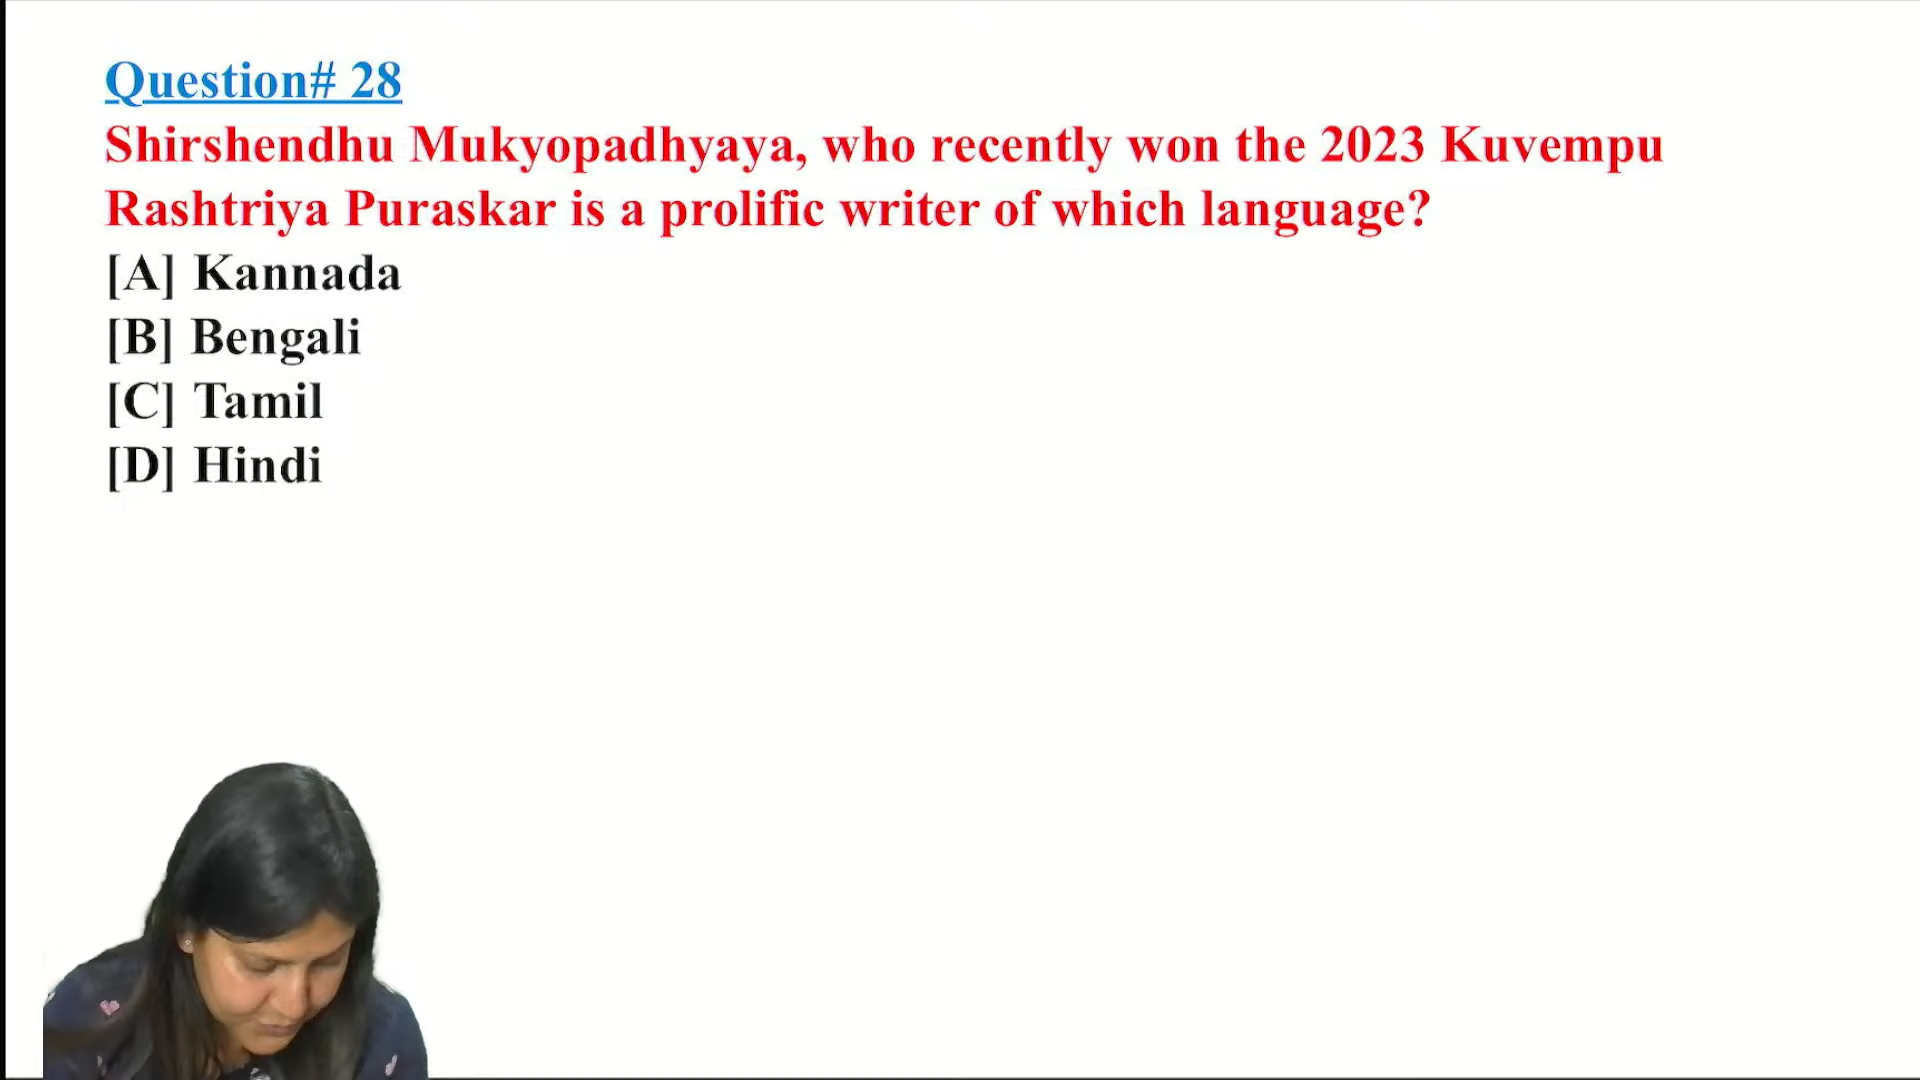 Question# 28
Shirshendhu Mukyopadhyaya, who recently won the 2023 Kuvempu
Rashtriya Puraskar is a prolific writer of which language?
[A] Kannada
[B] Bengali
[C] Tamil
[D] Hindi